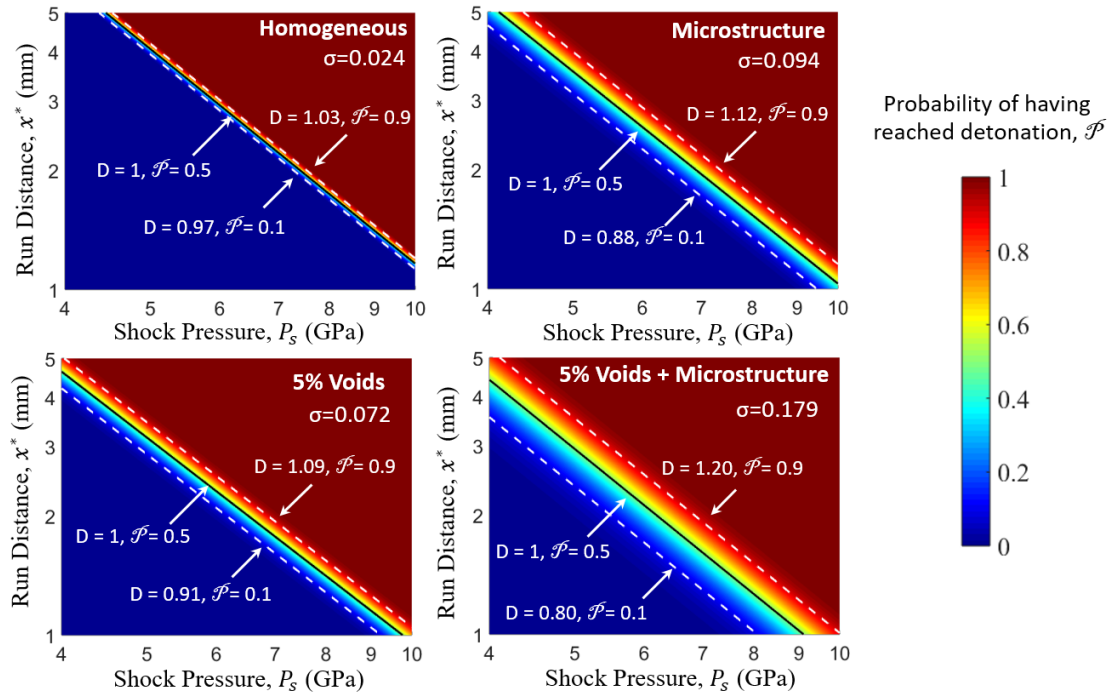 Homogeneous
σ=0.024
D = 1.03, 𝒫= 0.9
D = 1, 𝒫= 0.5
D = 0.97, 𝒫= 0.1
Run Distance, x* (mm)
5
4
3
2
1
4
5
6
7
8
9
10
Shock Pressure, Pₛ (GPa)
Microstructure
σ=0.094
D = 1.12, 𝒫= 0.9
D = 1, 𝒫= 0.5
D = 0.88, 𝒫= 0.1
Run Distance, x* (mm)
5
4
3
2
1
4
5
6
7
8
9
10
Shock Pressure, Pₛ (GPa)
Probability of having
reached detonation, 𝒫
1
0.8
0.6
0.4
0.2
0
5% Voids
σ=0.072
D = 1.09, 𝒫= 0.9
D = 1, 𝒫= 0.5
D = 0.91, 𝒫= 0.1
Run Distance, x* (mm)
5
4
3
2
1
4
5
6
7
8
9
10
Shock Pressure, Pₛ (GPa)
5% Voids + Microstructure
σ=0.179
D = 1.20, 𝒫= 0.9
D = 1, 𝒫= 0.5
D = 0.80, 𝒫= 0.1
Run Distance, x* (mm)
5
4
3
2
1
4
5
6
7
8
9
10
Shock Pressure, Pₛ (GPa)